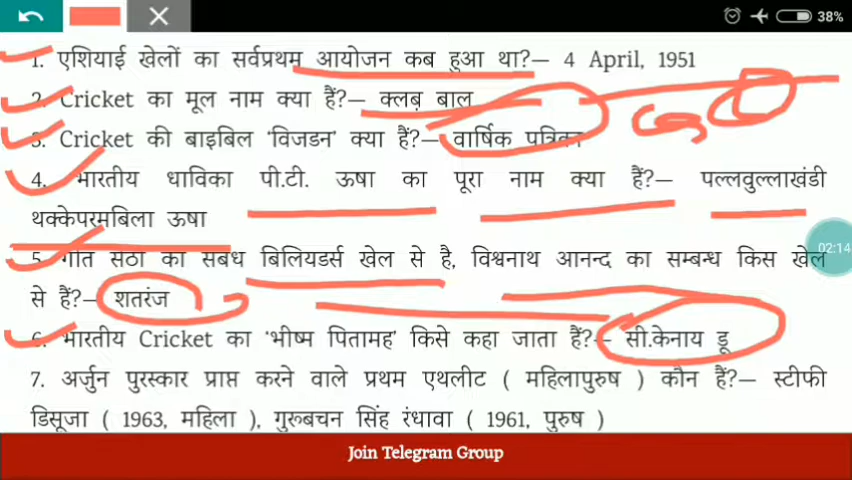 38%
1. एशियाई खेलों का सर्वप्रथम आयोजन कब हुआ था?— 4 April, 1951
2. Cricket का मूल नाम क्या हैं?— क्लब़ बाल
3. Cricket की बाइबिल ‘विजडन’ क्या हैं?— वार्षिक पत्रिका
4. भारतीय धाविका पी.टी. ऊषा का पूरा नाम क्या हैं?— पल्लवुल्लाखंडी
थक्केपरमबिला ऊषा
5. गीत सेठी का संबंध बिलियडर्स खेल से है, विश्वनाथ आनन्द का सम्बन्ध किस खेल
से हैं?— शतरंज
02:14
6. भारतीय Cricket का ‘भीष्म पितामह’ किसे कहा जाता हैं?— सी.केनाय डू
7. अर्जुन पुरस्कार प्राप्त करने वाले प्रथम एथलीट ( महिलापुरुष ) कौन हैं?— स्टीफी
डिसूजा ( 1963, महिला ), गुरूबचन सिंह रंधावा ( 1961, पुरुष )
Join Telegram Group